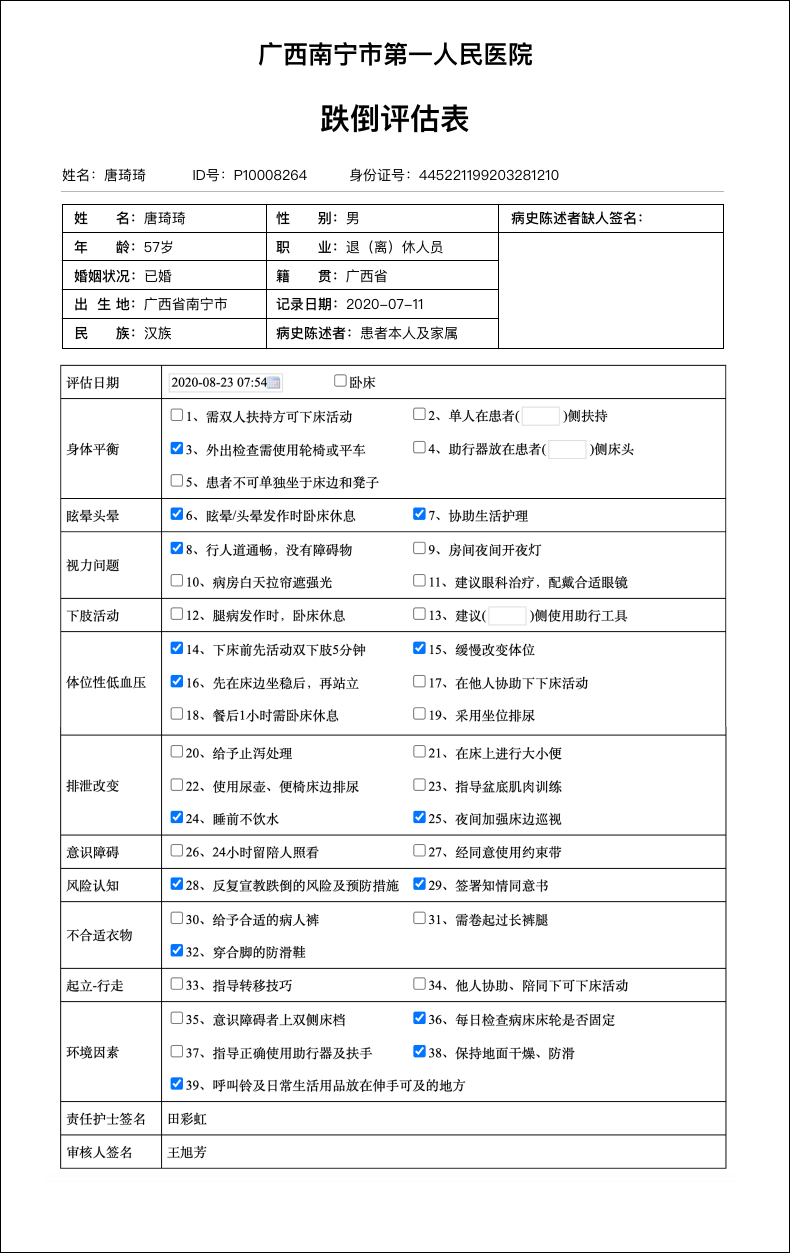 广西南宁市第一人民医院
跌倒评估表
姓名：唐琦琦 ID号：P10008264 身份证号：445221199203281210
姓 名：唐琦琦 性 别：男 病史陈述者缺人签名：
年 龄：57岁 职 业：退（离）休人员
婚姻状况：已婚 籍 贯：广西省
出 生 地：广西省南宁市 记录日期：2020-07-11
民 族：汉族 病史陈述者：患者本人及家属
评估日期 2020-08-23 07:54 卧床
1、需双人扶持方可下床活动 2、单人在患者( )侧扶持
身体平衡 3、外出检查需使用轮椅或平车 4、助行器放在患者( )侧床头
5、患者不可单独坐于床边和凳子
眩晕头晕 6、眩晕/头晕发作时卧床休息 7、协助生活护理
视力问题 8、行人道通畅，没有障碍物 9、房间夜间开夜灯
10、病房白天拉帘遮强光 11、建议眼科治疗，配戴合适眼镜
下肢活动 12、腿病发作时，卧床休息 13、建议( )侧使用助行工具
14、下床前先活动双下肢5分钟 15、缓慢改变体位
体位性低血压 16、先在床边坐稳后，再站立 17、在他人协助下下床活动
18、餐后1小时需卧床休息 19、采用坐位排尿
20、给予止泻处理 21、在床上进行大小便
排泄改变 22、使用尿壶、便椅床边排尿 23、指导盆底肌肉训练
24、睡前不饮水 25、夜间加强床边巡视
意识障碍 26、24小时留陪人照看 27、经同意使用约束带
风险认知 28、反复宣教跌倒的风险及预防措施 29、签署知情同意书
不合适衣物 30、给予合适的病人裤 31、需卷起过长裤腿
32、穿合脚的防滑鞋
起立-行走 33、指导转移技巧 34、他人协助、陪同下可下床活动
35、意识障碍者上双侧床档 36、每日检查病床床轮是否固定
环境因素 37、指导正确使用助行器及扶手 38、保持地面干燥、防滑
39、呼叫铃及日常生活用品放在伸手可及的地方
责任护士签名 田彩虹
审核人签名 王旭芳